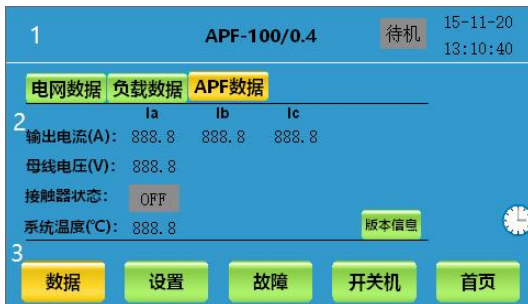 1 APF-100/0.4 待机 15-11-20
13:10:40
电网数据 负载数据 APF数据
Ia Ib Ic
2
输出电流(A): 888.8 888.8 888.8
母线电压(V): 888.8
接触器状态: OFF
系统温度(℃): 888.8 版本信息
3
数据 设置 故障 开关机 首页